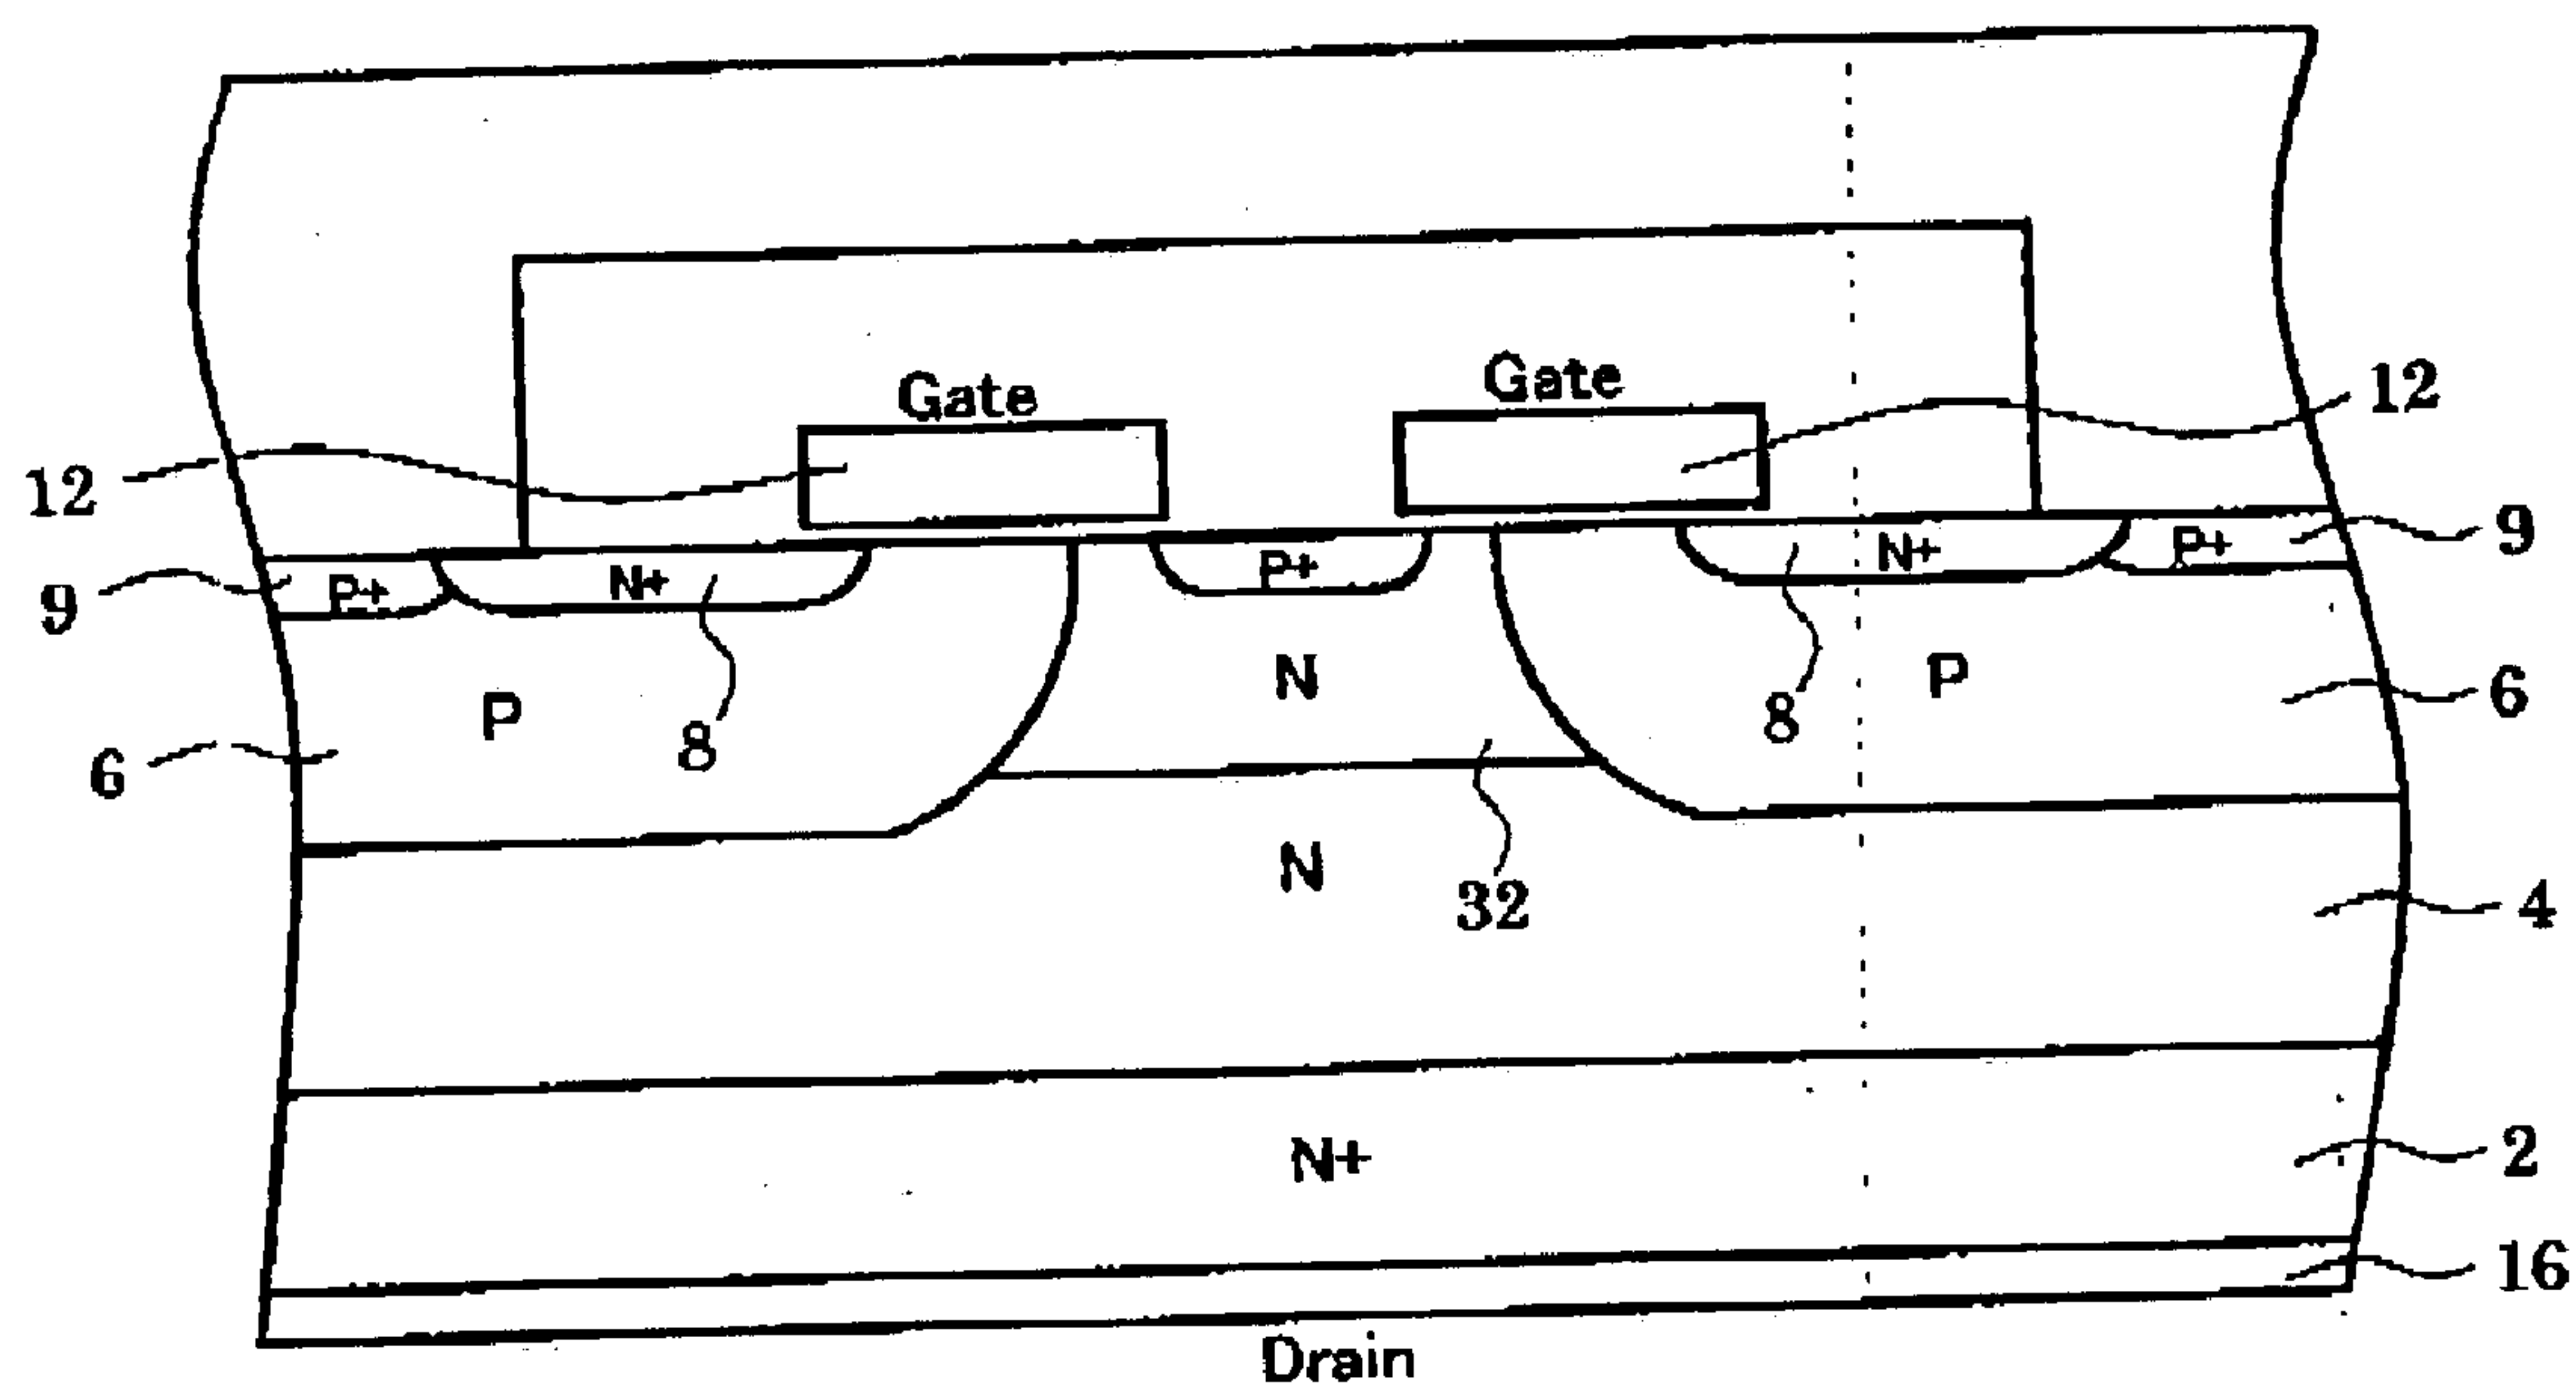 Gate Gate
12 12
9 P+ N+ P+ N+ P+ 9
P N P
6 8 8 6
N 32 4
N+ 2
16
Drain